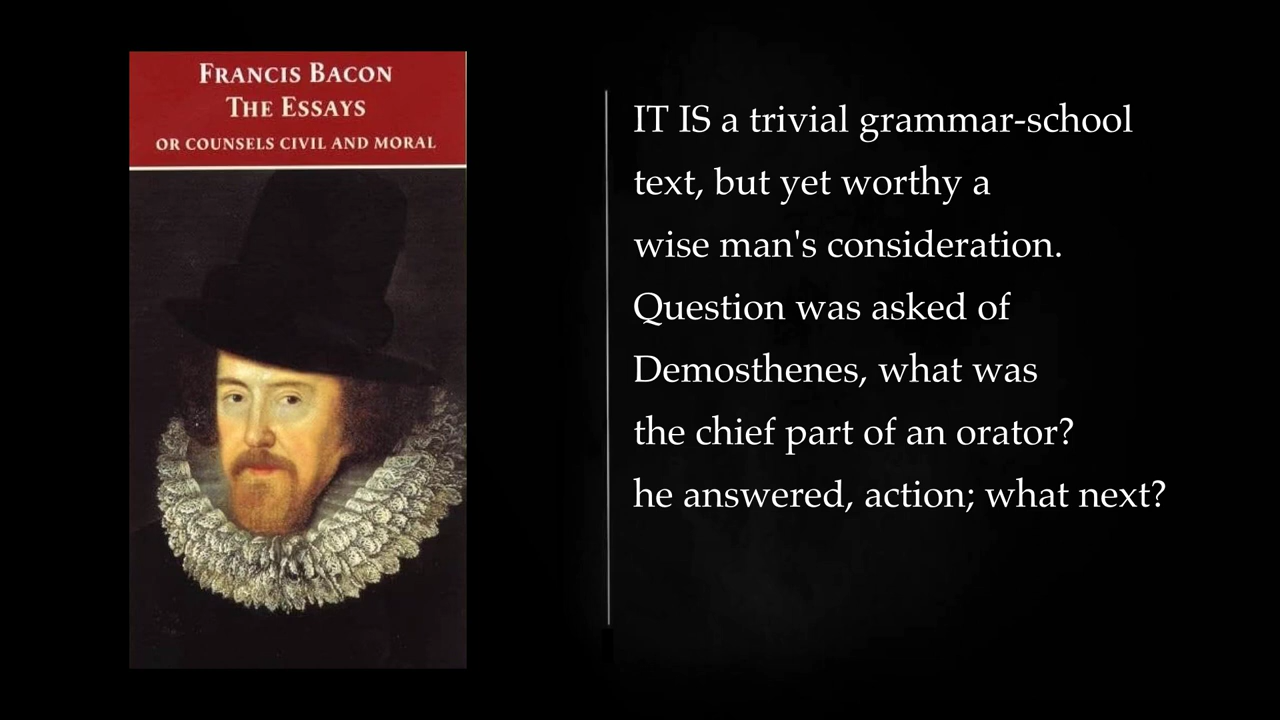 FRANCIS BACON
THE ESSAYS
OR COUNSELS CIVIL AND MORAL
IT IS a trivial grammar-school
text, but yet worthy a
wise man's consideration.
Question was asked of
Demosthenes, what was
the chief part of an orator?
he answered, action; what next?